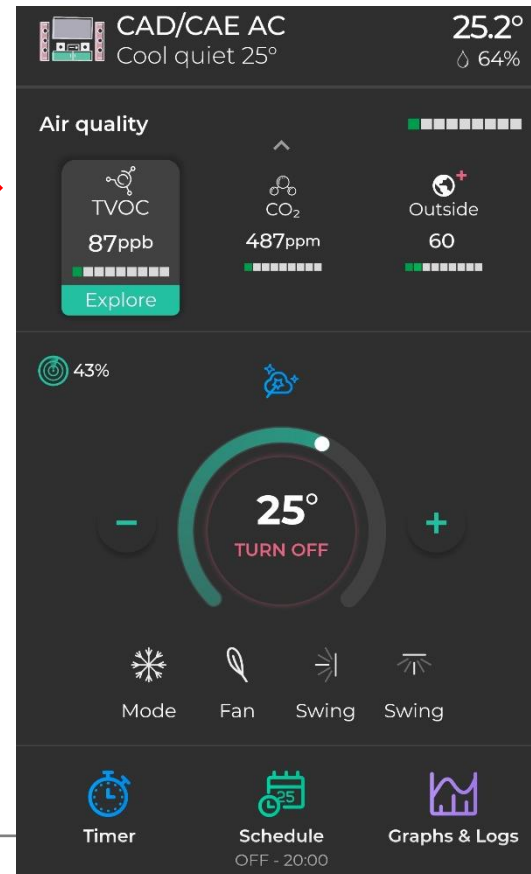 CAD/CAE AC
25.2°
Cool quiet 25°
64%
Air quality
TVOC
CO₂
Outside
87ppb
487ppm
60
Explore
43%
25°
TURN OFF
Mode
Fan
Swing
Swing
25
Timer
Schedule
Graphs & Logs
OFF - 20:00